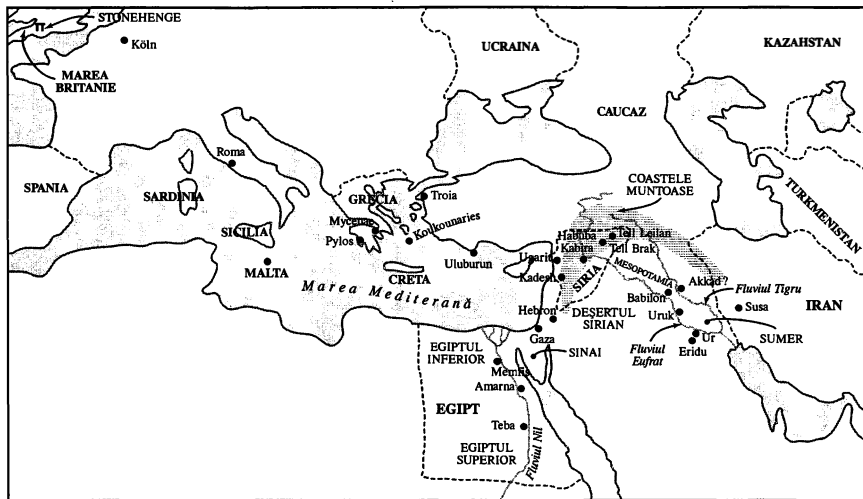 STONEHENGE
Köln
MAREA
BRITANIE
UCRAINA
KAZAHSTAN
CAUCAZ
Roma
SPANIA
SARDINIA
GRECIA
Troia
COASTELE
MUNTOASE
TURKMENISTAN
SICILIA
Mycenae
Pylos
Koukounaries
Habuba
Kabira
Tell Leilan
Tell Brak
MALTA
CRETA
Uluburun
Ugarit
SIRIA
MESOPOTAMIA
Akkad?
Fluviul Tigru
Marea Mediterană
Kadesh
Babilon
Susa
IRAN
Hebron
DEȘERTUL
SIRIAN
Uruk
Gaza
Fluviul
Eufrat
Ur
Eridu
SUMER
EGIPTUL
INFERIOR
SINAI
Memfis
Amarna
EGIPT
Teba
EGIPTUL
SUPERIOR
Fluviul Nil